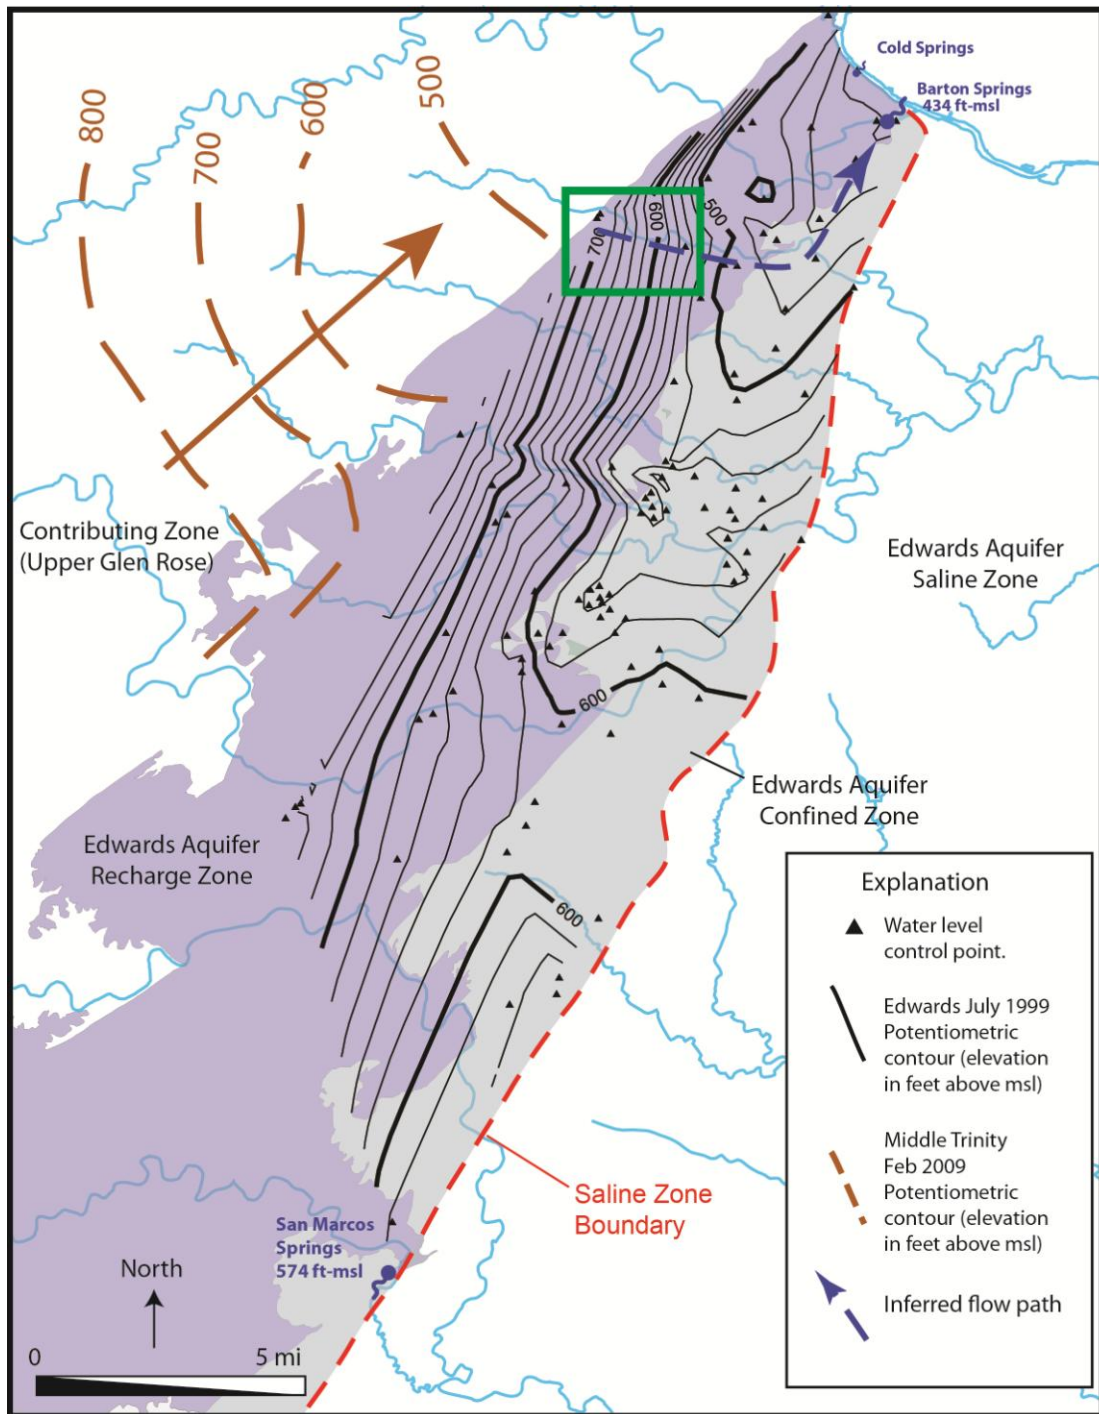 Cold Springs
Barton Springs
434 ft-msl
500
600
700
800
600
700
500
Contributing Zone
(Upper Glen Rose)
Edwards Aquifer
Saline Zone
600
Edwards Aquifer
Confined Zone
Edwards Aquifer
Recharge Zone
600
Explanation
Water level
control point.
Edwards July 1999
Potentiometric
contour (elevation
in feet above msl)
Middle Trinity
Feb 2009
Potentiometric
contour (elevation
in feet above msl)
Inferred flow path
Saline Zone
Boundary
San Marcos
Springs
574 ft-msl
North
0 5 mi